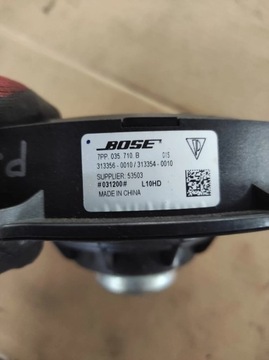 BOSE
7PP. 035. 710. B 015
313356-0010 / 313354-0010
SUPPLIER: 53503
#031200# L10HD
MADE IN CHINA
P